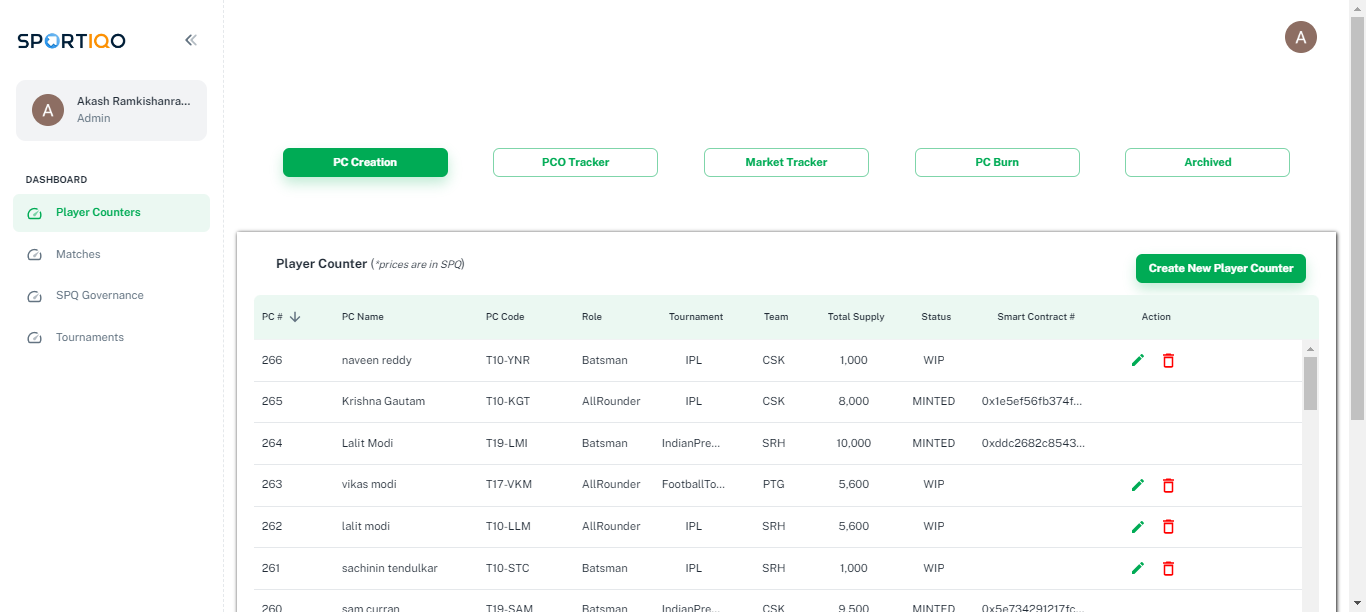 SPORTIQO
A
A
Akash Ramkishanra...
Admin
DASHBOARD
Player Counters
Matches
SPQ Governance
Tournaments
PC Creation PCO Tracker Market Tracker PC Burn Archived
Player Counter (*prices are in SPQ)
Create New Player Counter
PC # PC Name PC Code Role Tournament Team Total Supply Status Smart Contract # Action
266 naveen reddy T10-YNR Batsman IPL CSK 1,000 WIP
265 Krishna Gautam T10-KGT AllRounder IPL CSK 8,000 MINTED 0x1e5ef56fb374f...
264 Lalit Modi T19-LMI Batsman IndianPre... SRH 10,000 MINTED 0xddc2682c8543...
263 vikas modi T17-VKM AllRounder FootballTo... PTG 5,600 WIP
262 lalit modi T10-LLM AllRounder IPL SRH 5,600 WIP
261 sachinin tendulkar T10-STC Batsman IPL SRH 1,000 WIP
260 sam curran T19-SAM Batsman IndianPre... CSK 9,500 MINTED 0x5e734291217fc...